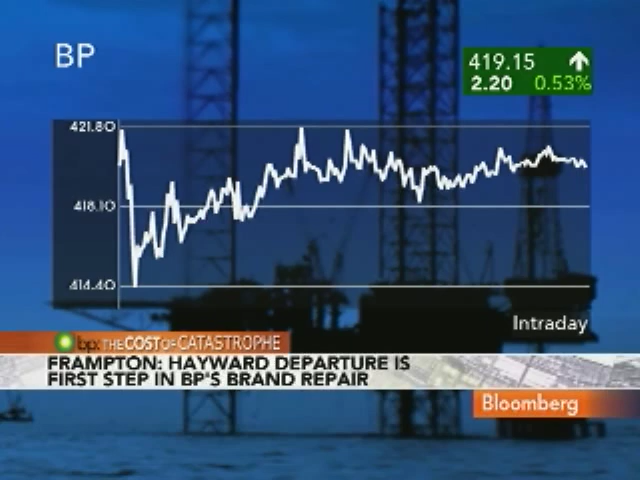 BP
419.15
2.20 0.53%
421.80
418.10
414.40
Intraday
bp: THE COST OF CATASTROPHE
FRAMPTON: HAYWARD DEPARTURE IS
FIRST STEP IN BP'S BRAND REPAIR
Bloomberg